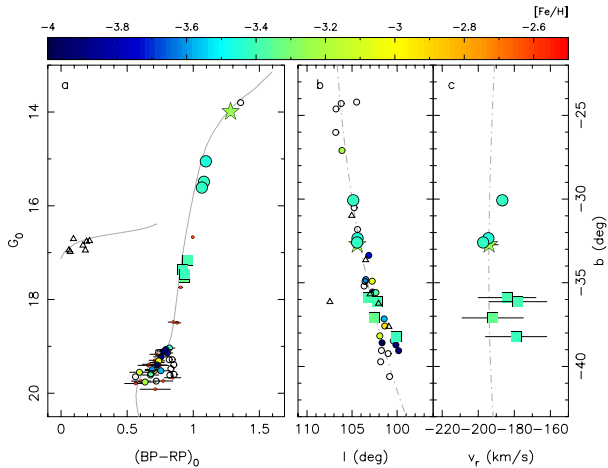 [Fe/H]
−4 −3.8 −3.6 −3.4 −3.2 −3 −2.8 −2.6
a b c
14
16
18
20
G0
0 0.5 1 1.5
(BP−RP)0
110 105 100
l (deg)
−220 −200 −180 −160
vr (km/s)
−25
−30
−35
−40
b (deg)